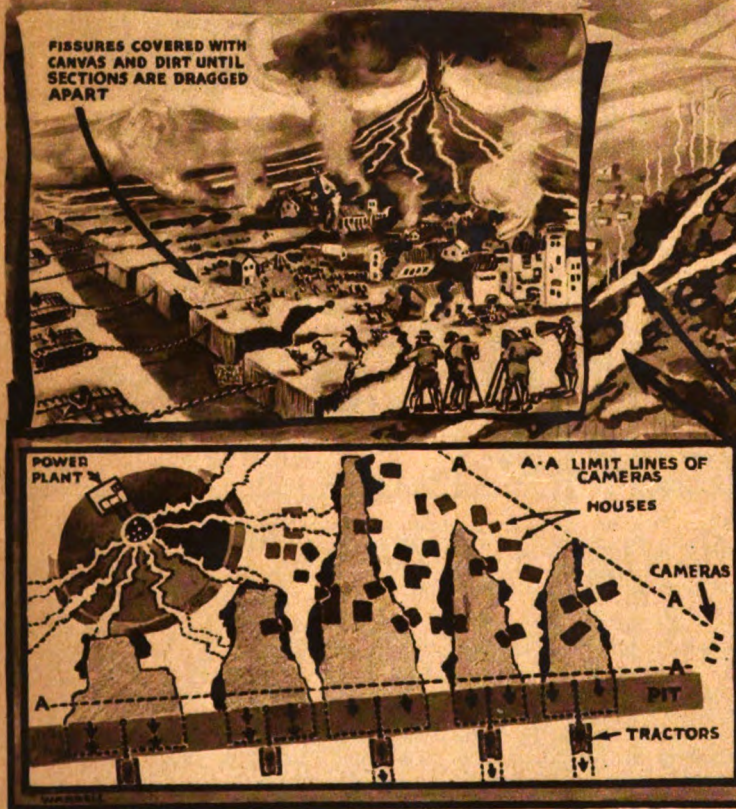 FISSURES COVERED WITH
CANVAS AND DIRT UNTIL
SECTIONS ARE DRAGGED
APART
POWER
PLANT
A
A-A LIMIT LINES OF
CAMERAS
HOUSES
CAMERAS
A
A
A
PIT
TRACTORS